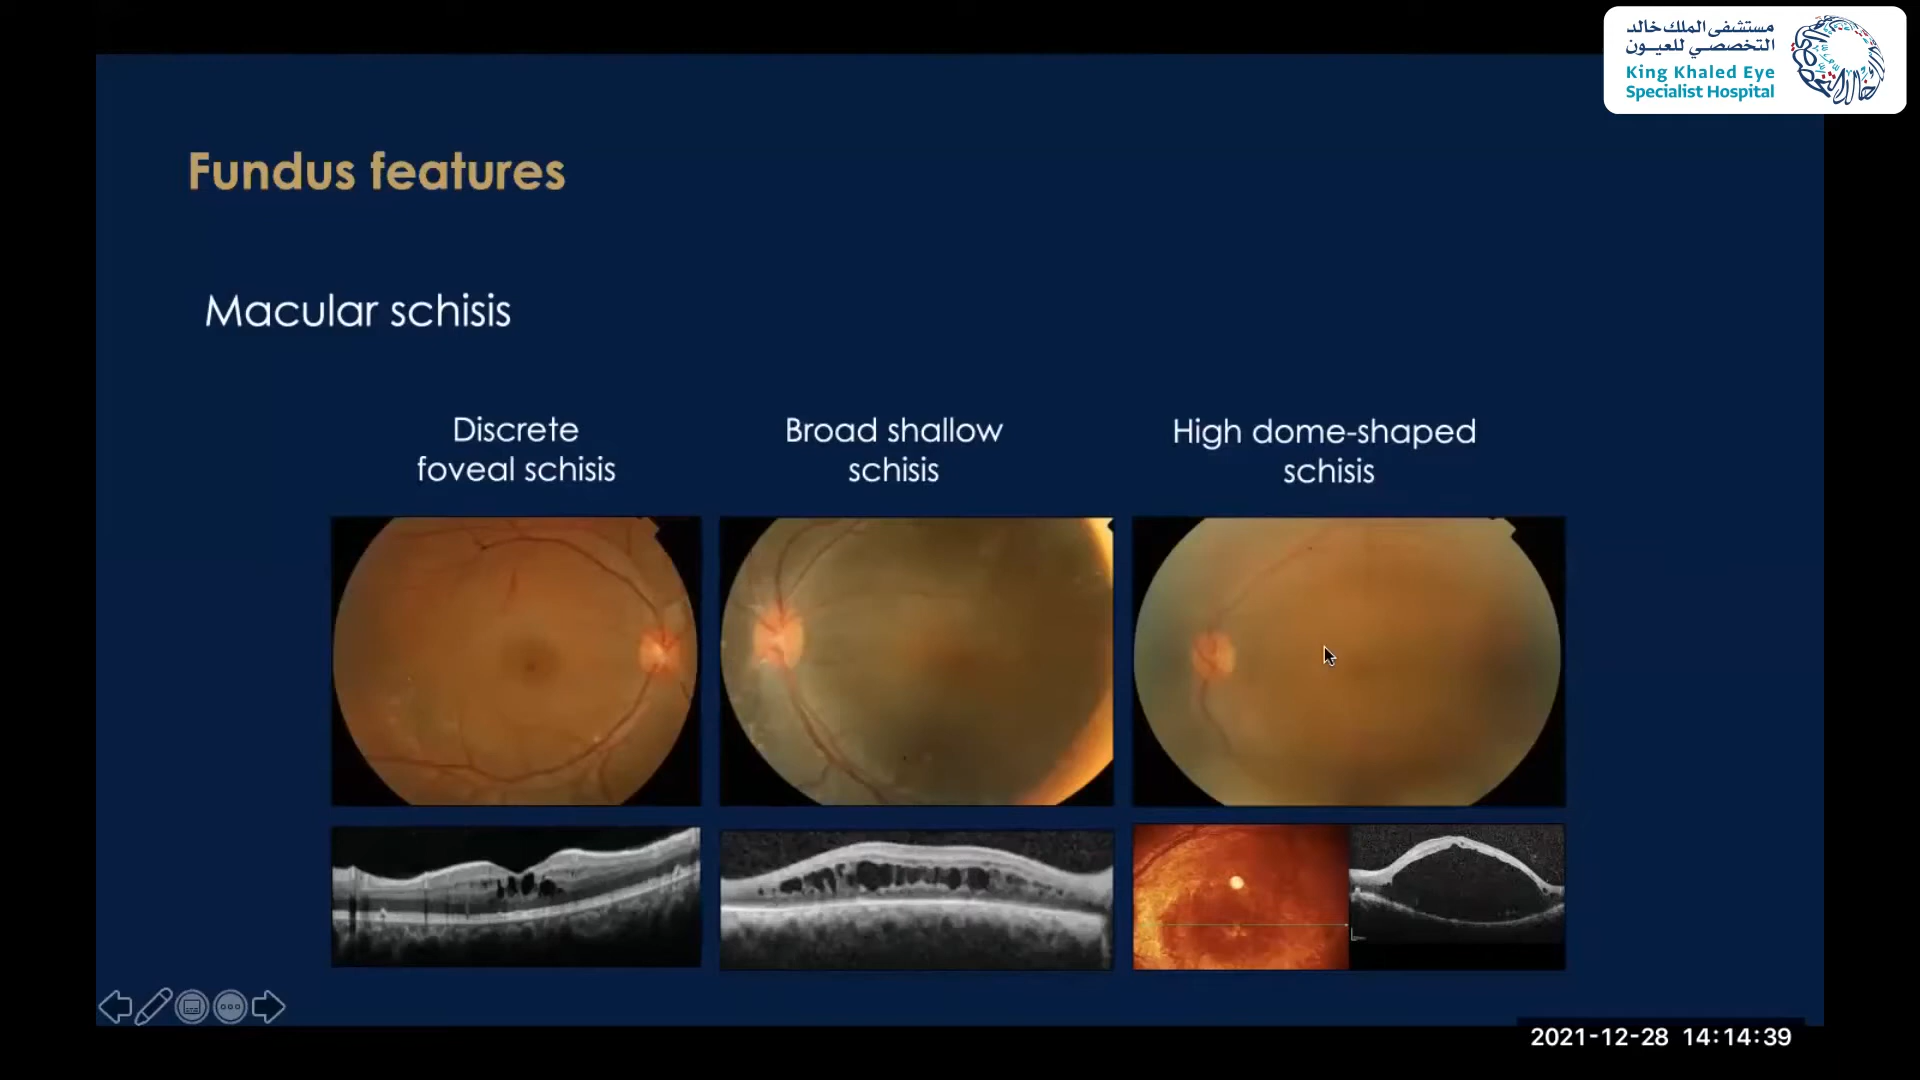 مستشفى الملك خالد
التخصصي للعيون
King Khaled Eye
Specialist Hospital
Fundus features
Macular schisis
Discrete
foveal schisis
Broad shallow
schisis
High dome-shaped
schisis
2021-12-28 14:14:39